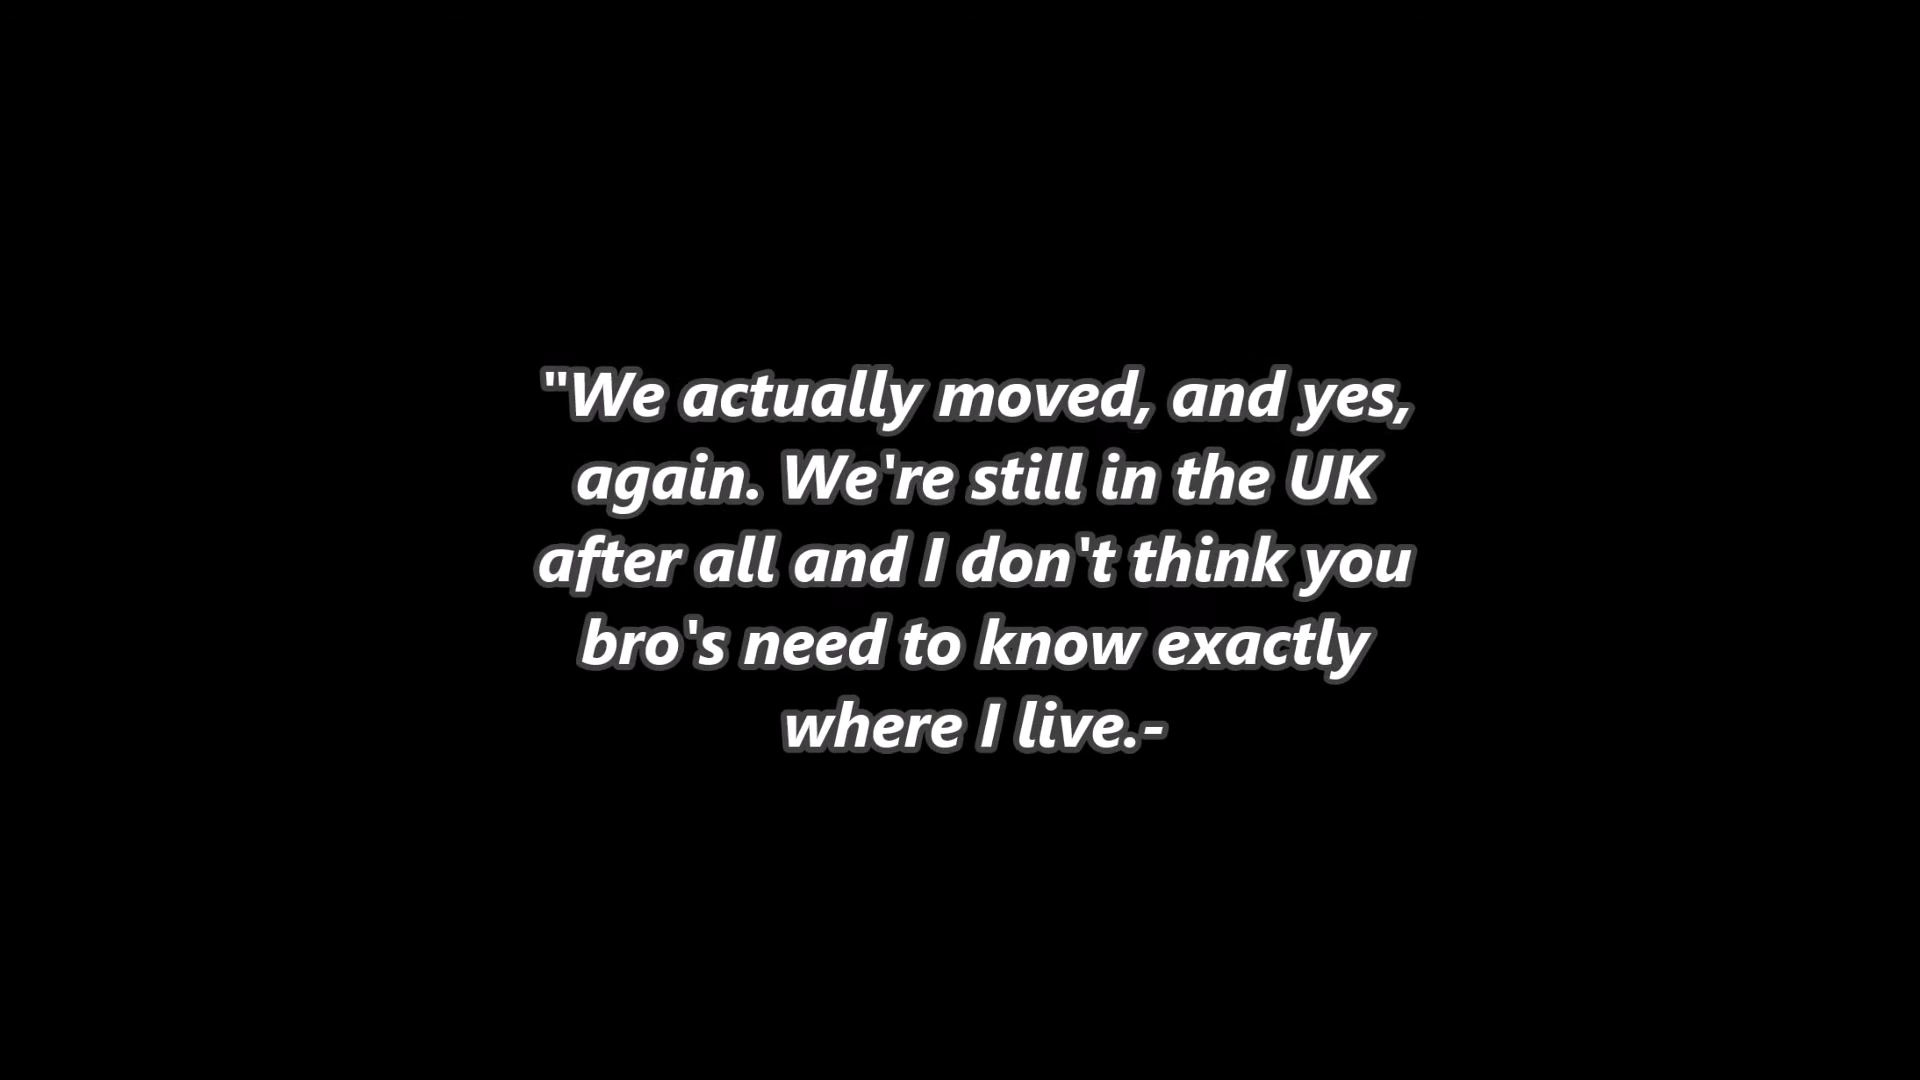 "We actually moved, and yes,
again. We're still in the UK
after all and I don't think you
bro's need to know exactly
where I live.-